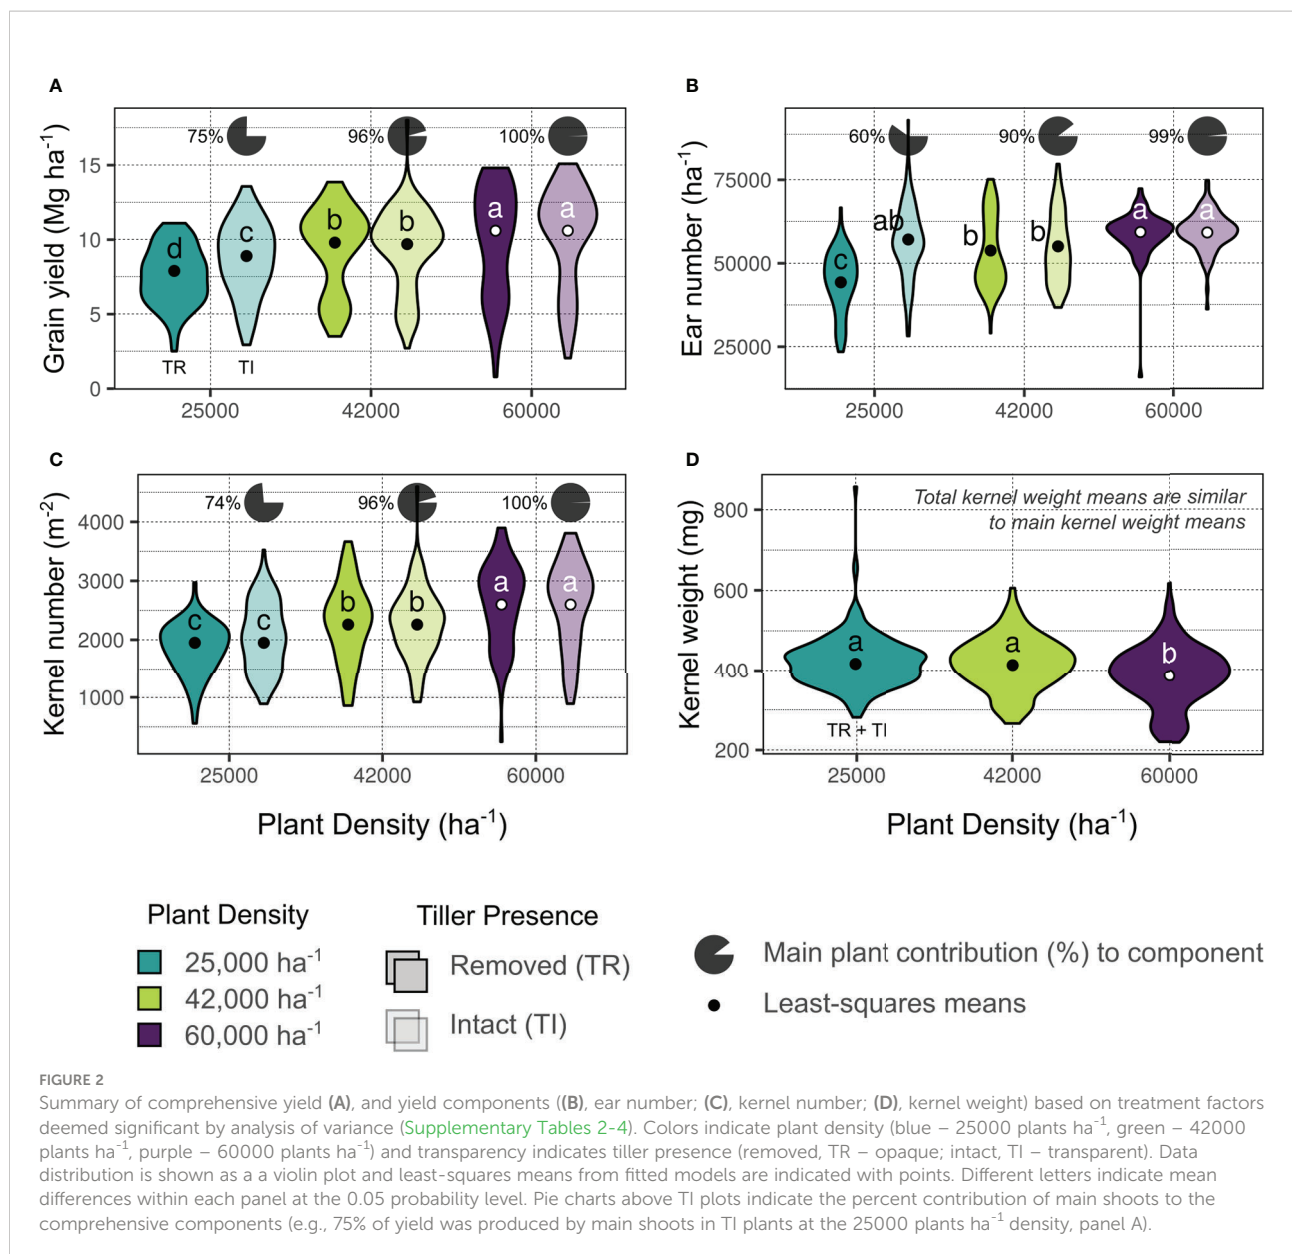 A
Grain yield (Mg ha-1)
15
10
5
0
75%
96%
100%
d
c
b
b
a
a
TR
TI
25000
42000
60000
B
Ear number (ha-1)
75000
50000
25000
60%
90%
99%
c
ab
b
b
a
a
25000
42000
60000
C
Kernel number (m-2)
4000
3000
2000
1000
74%
96%
100%
c
c
b
b
a
a
25000
42000
60000
Plant Density (ha-1)
D
Kernel weight (mg)
800
600
400
200
Total kernel weight means are similar
to main kernel weight means
a
a
b
TR + TI
25000
42000
60000
Plant Density (ha-1)
Plant Density
25,000 ha-1
42,000 ha-1
60,000 ha-1
Tiller Presence
Removed (TR)
Intact (TI)
Main plant contribution (%) to component
Least-squares means
FIGURE 2
Summary of comprehensive yield (A), and yield components ((B), ear number; (C), kernel number; (D), kernel weight) based on treatment factors
deemed significant by analysis of variance (Supplementary Tables 2-4). Colors indicate plant density (blue – 25000 plants ha-1, green – 42000
plants ha-1, purple – 60000 plants ha-1) and transparency indicates tiller presence (removed, TR – opaque; intact, TI – transparent). Data
distribution is shown as a a violin plot and least-squares means from fitted models are indicated with points. Different letters indicate mean
differences within each panel at the 0.05 probability level. Pie charts above TI plots indicate the percent contribution of main shoots to the
comprehensive components (e.g., 75% of yield was produced by main shoots in TI plants at the 25000 plants ha-1 density, panel A).